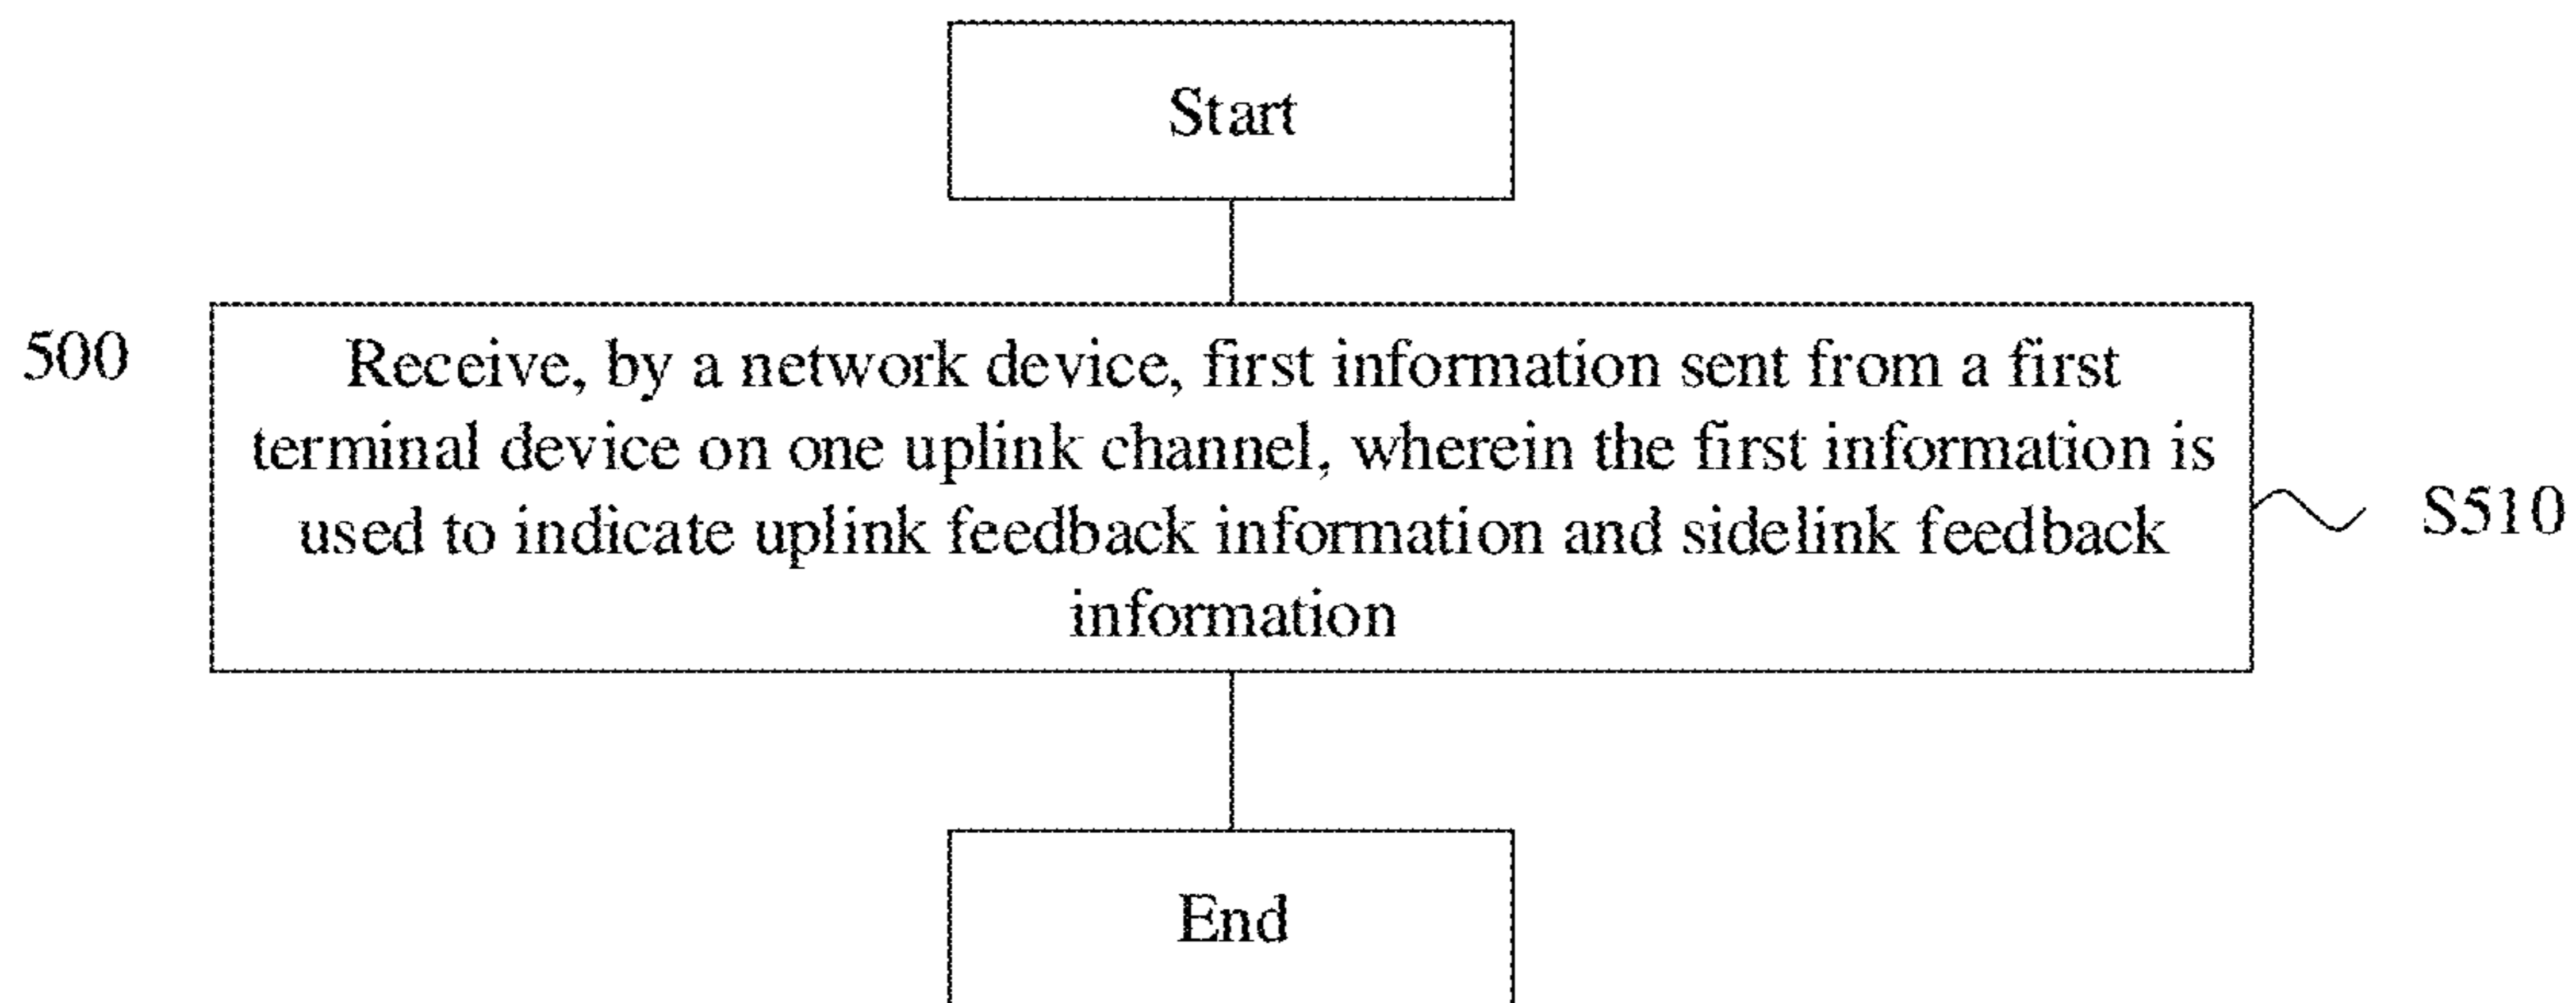 Start
500
Receive, by a network device, first information sent from a first
terminal device on one uplink channel, wherein the first information is
used to indicate uplink feedback information and sidelink feedback
information
S510
End